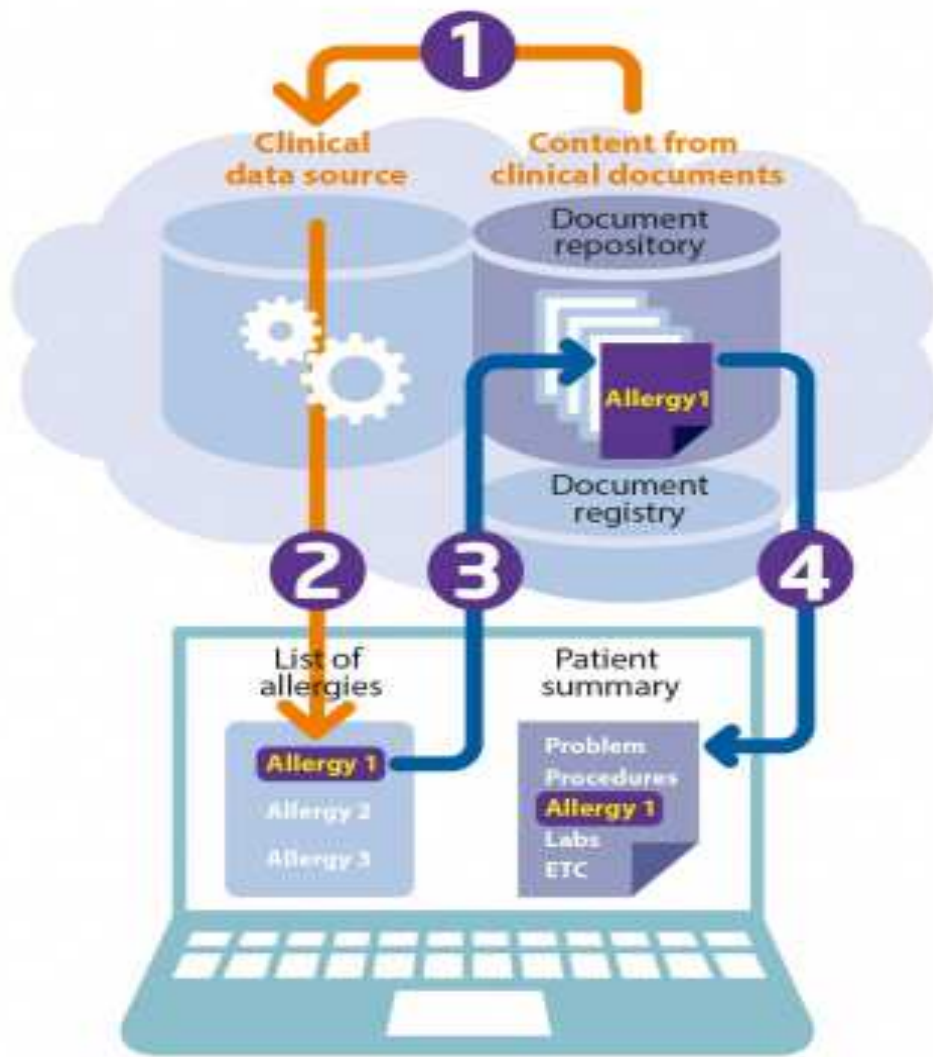 1
Clinical
data source
Content from
clinical documents
Document
repository
Allergy1
Document
registry
2
3
4
List of
allergies
Allergy 1
Allergy 2
Allergy 3
Patient
summary
Problem
Procedures
Allergy 1
Labs
ETC